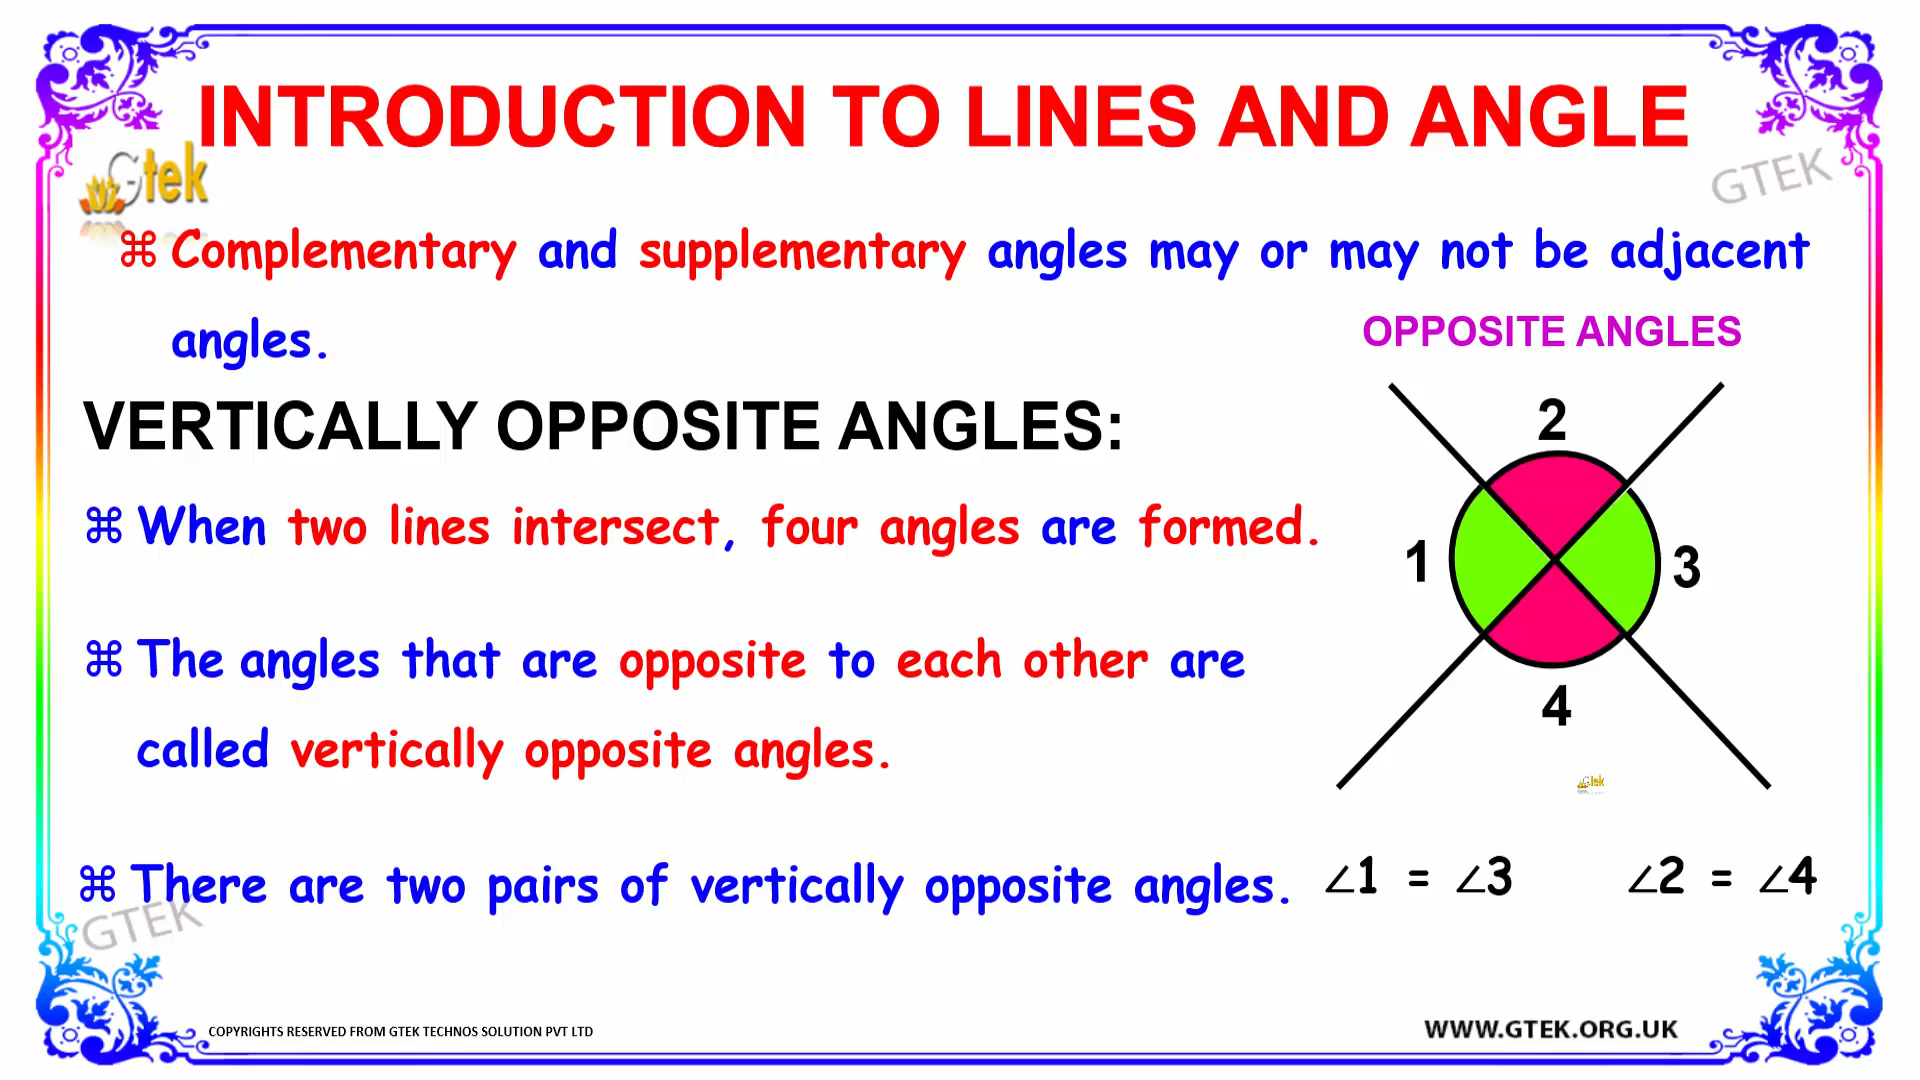 INTRODUCTION TO LINES AND ANGLE
Gtek
GTEK
⌘ Complementary and supplementary angles may or may not be adjacent
angles.
OPPOSITE ANGLES
VERTICALLY OPPOSITE ANGLES:
2
⌘ When two lines intersect, four angles are formed.
1
3
⌘ The angles that are opposite to each other are
called vertically opposite angles.
4
Gtek
⌘ There are two pairs of vertically opposite angles.
∠1 = ∠3
∠2 = ∠4
GTEK
COPYRIGHTS RESERVED FROM GTEK TECHNOS SOLUTION PVT LTD
WWW.GTEK.ORG.UK